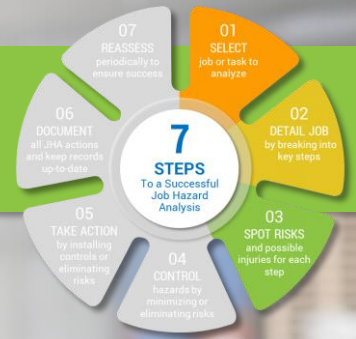 7
STEPS
To a Successful
Job Hazard
Analysis
01
SELECT
job or task to
analyze
02
DETAIL JOB
by breaking into
key steps
03
SPOT RISKS
and possible
injuries for each
step
04
CONTROL
hazards by
minimizing or
eliminating risks
05
TAKE ACTION
by installing
controls or
eliminating
risks
06
DOCUMENT
all JHA actions
and keep records
up-to-date
07
REASSESS
periodically to
ensure success